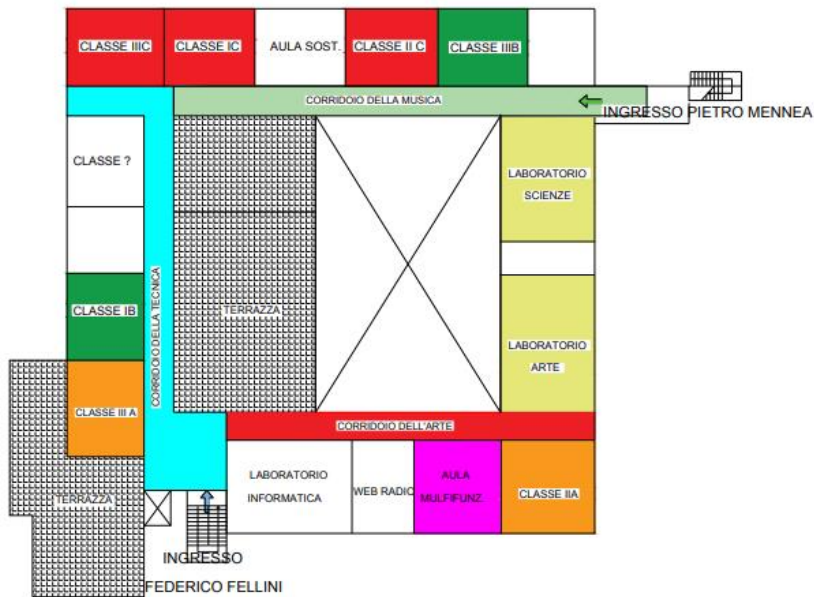 CLASSE IIIC
CLASSE IC
AULA SOST.
CLASSE II C
CLASSE IIIB
CORRIDOIO DELLA MUSICA
INGRESSO PIETRO MENNEA
CLASSE ?
LABORATORIO
SCIENZE
CLASSE IB
CORRIDOIO DELLA TECNICA
TERRAZZA
LABORATORIO
ARTE
CLASSE III A
CORRIDOIO DELL'ARTE
LABORATORIO
INFORMATICA
WEB RADIO
AULA
MULFIFUNZ.
CLASSE IIA
TERRAZZA
INGRESSO
FEDERICO FELLINI